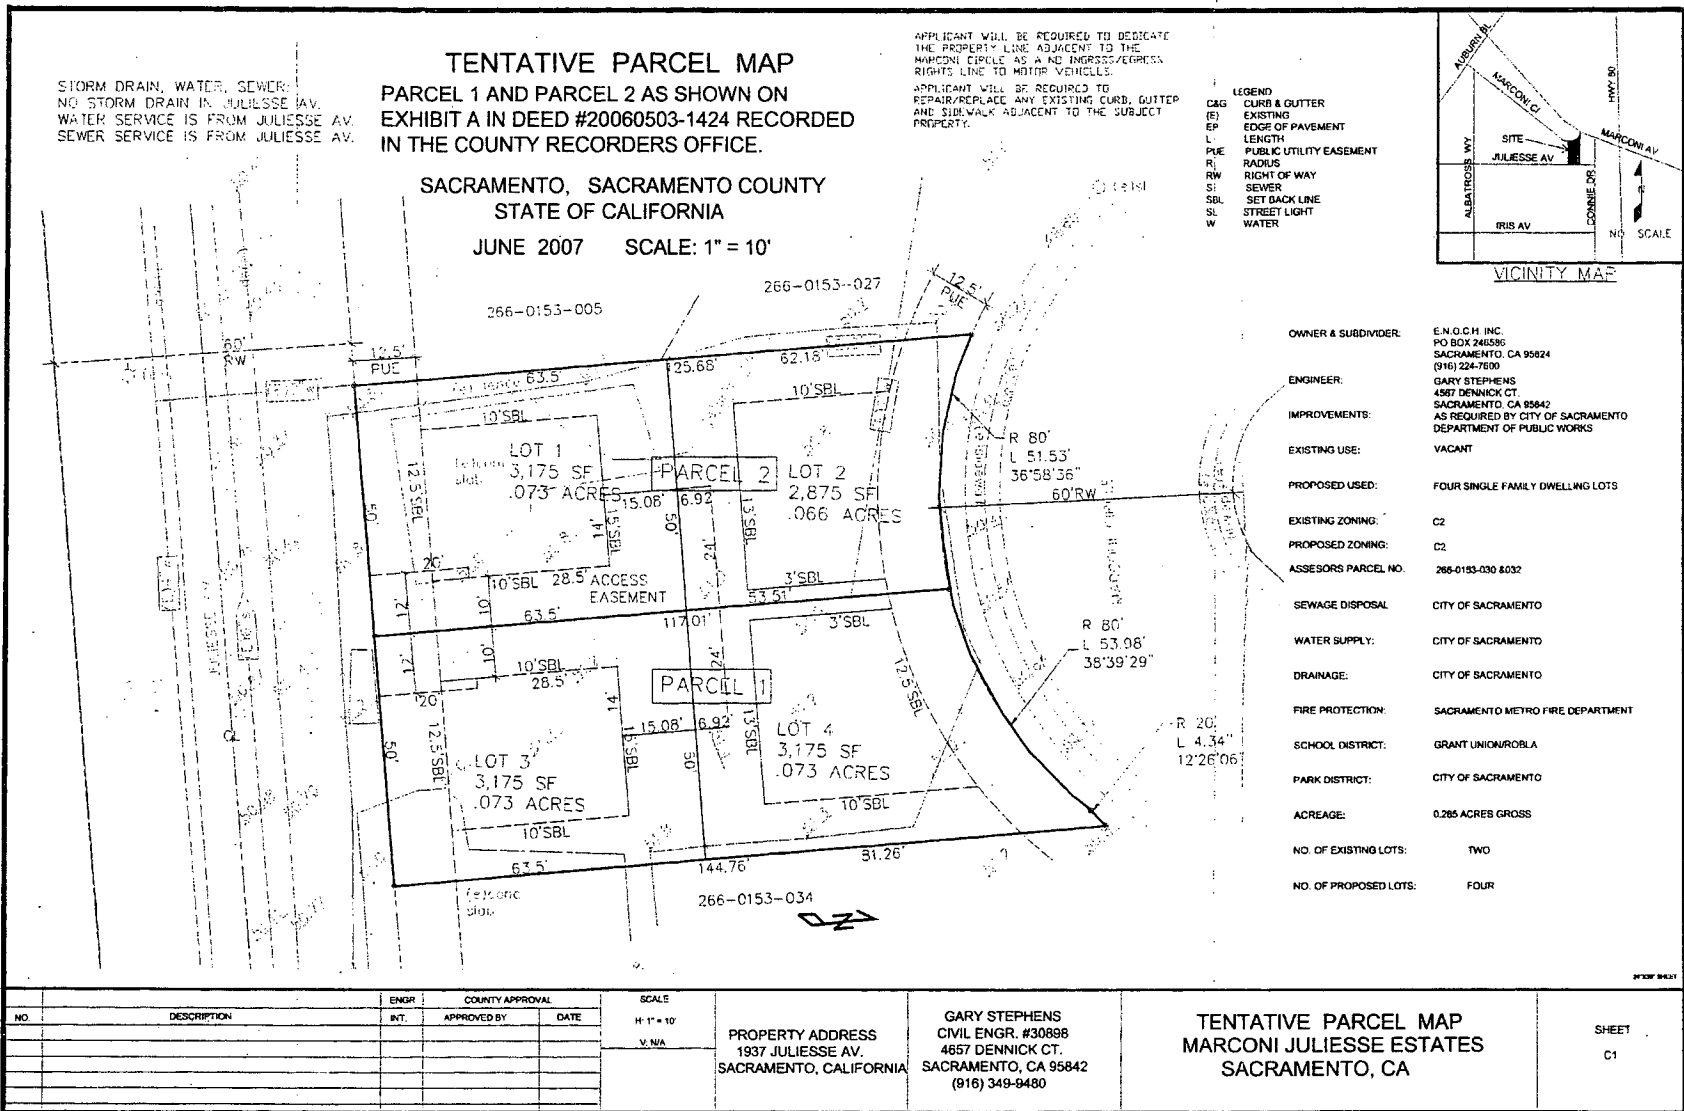 STORM DRAIN, WATER, SEWER:
NO STORM DRAIN IN JULIESSE AV.
WATER SERVICE IS FROM JULIESSE AV.
SEWER SERVICE IS FROM JULIESSE AV.
TENTATIVE PARCEL MAP
PARCEL 1 AND PARCEL 2 AS SHOWN ON
EXHIBIT A IN DEED #20060503-1424 RECORDED
IN THE COUNTY RECORDERS OFFICE.
SACRAMENTO, SACRAMENTO COUNTY
STATE OF CALIFORNIA
JUNE 2007 SCALE: 1" = 10'
APPLICANT WILL BE REQUIRED TO DEDICATE
THE PROPERTY LINE ADJACENT TO THE
MARCONI CIRCLE AS A NO INGRSSS/EGRESS
RIGHTS LINE TO MOTOR VEHICLES.
APPLICANT WILL BE REQUIRED TO
REPAIR/REPLACE ANY EXISTING CURB, GUTTER
AND SIDEWALK ADJACENT TO THE SUBJECT
PROPERTY.
LEGEND
C&G CURB & GUTTER
(E) EXISTING
EP EDGE OF PAVEMENT
L LENGTH
PUE PUBLIC UTILITY EASEMENT
R RADIUS
RW RIGHT OF WAY
S SEWER
SBL SET BACK LINE
SL STREET LIGHT
W WATER
AUBURN BL
MARCONI CI
HWY 80
SITE
MARCONI AV
JULIESSE AV
ALBATROSS WY
CONNIE DR
IRIS AV
NO SCALE
VICINITY MAP
266-0153-005
266-0153-027
12.5'
PUE
60'
RW
12.5'
PUE
63.5'
25.68'
62.18'
10'SBL
10'SBL
LOT 1
3,175 SF
.073 ACRES
PARCEL 2
LOT 2
2,875 SF
.066 ACRES
12.5'SBL
50'
15.08' 6.92'
14'
15'SBL
50'
24'
13'SBL
R 80'
L 51.53'
36°58'36"
60'RW
20'
10'SBL 28.5'
ACCESS
EASEMENT
3'SBL
12'
10'
63.5'
117.01'
53.51'
3'SBL
12'
10'
10'SBL
28.5'
24'
PARCEL 1
R 80'
L 53.98'
38°39'29"
12.5'SBL
20'
14'
15.08' 6.92'
13'SBL
LOT 4
3,175 SF
.073 ACRES
50'
12.5'SBL
LOT 3
3,175 SF
.073 ACRES
15'SBL
50'
10'SBL
10'SBL
R 20'
L 4.34"
12°26'06"
63.5'
144.76'
81.26'
(e)conc
slab
266-0153-034
JULIESSE AV
OWNER & SUBDIVIDER: E.N.O.C.H. INC.
PO BOX 248586
SACRAMENTO, CA 95824
(916) 224-7600
ENGINEER: GARY STEPHENS
4567 DENNICK CT.
SACRAMENTO, CA 95842
IMPROVEMENTS: AS REQUIRED BY CITY OF SACRAMENTO
DEPARTMENT OF PUBLIC WORKS
EXISTING USE: VACANT
PROPOSED USED: FOUR SINGLE FAMILY DWELLING LOTS
EXISTING ZONING: C2
PROPOSED ZONING: C2
ASSESORS PARCEL NO. 266-0153-030 &032
SEWAGE DISPOSAL CITY OF SACRAMENTO
WATER SUPPLY: CITY OF SACRAMENTO
DRAINAGE: CITY OF SACRAMENTO
FIRE PROTECTION: SACRAMENTO METRO FIRE DEPARTMENT
SCHOOL DISTRICT: GRANT UNION/ROBLA
PARK DISTRICT: CITY OF SACRAMENTO
ACREAGE: 0.285 ACRES GROSS
NO. OF EXISTING LOTS: TWO
NO. OF PROPOSED LOTS: FOUR
NO. DESCRIPTION
ENGR INT.
COUNTY APPROVAL
APPROVED BY DATE
SCALE
H: 1" = 10'
V: N/A
PROPERTY ADDRESS
1937 JULIESSE AV.
SACRAMENTO, CALIFORNIA
GARY STEPHENS
CIVIL ENGR. #30898
4657 DENNICK CT.
SACRAMENTO, CA 95842
(916) 349-9480
TENTATIVE PARCEL MAP
MARCONI JULIESSE ESTATES
SACRAMENTO, CA
SHEET
C1